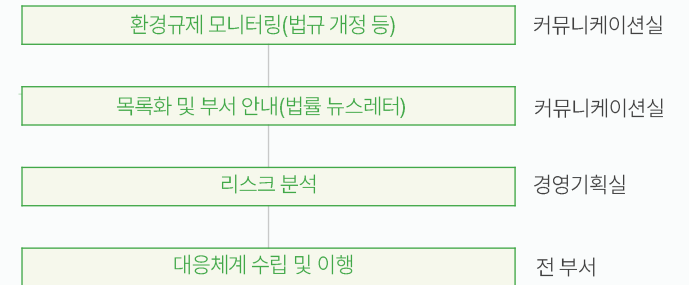 환경규제 모니터링(법규 개정 등) 커뮤니케이션실
목록화 및 부서 안내(법률 뉴스레터) 커뮤니케이션실
리스크 분석 경영기획실
대응체계 수립 및 이행 전 부서